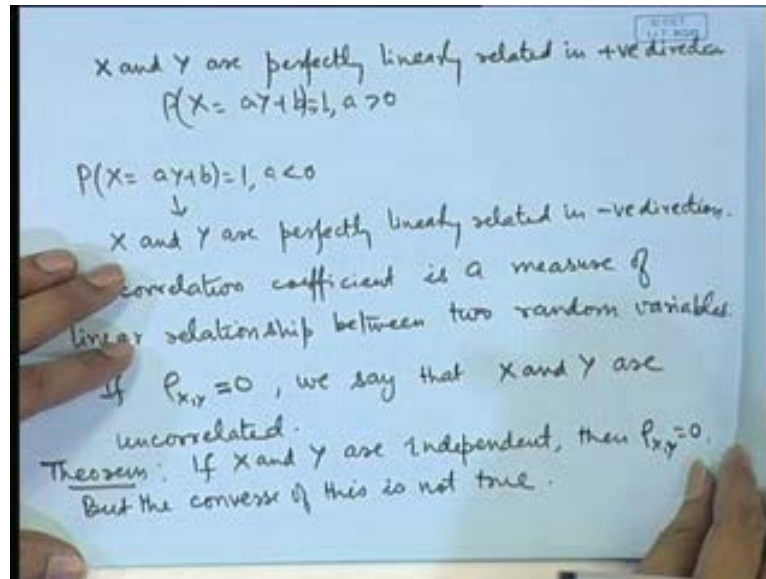 X and Y are perfectly linearly related in +ve direction
P(X = aY+b)=1, a>0
P(X= aY+b)=1, a<0
↓
X and Y are perfectly linearly related in -ve direction.
correlation coefficient is a measure of
linear relationship between two random variables.
If ρx,y =0, we say that X and Y are
uncorrelated.
Theorem: If X and Y are independent, then ρx,y=0.
But the converse of this is not true.